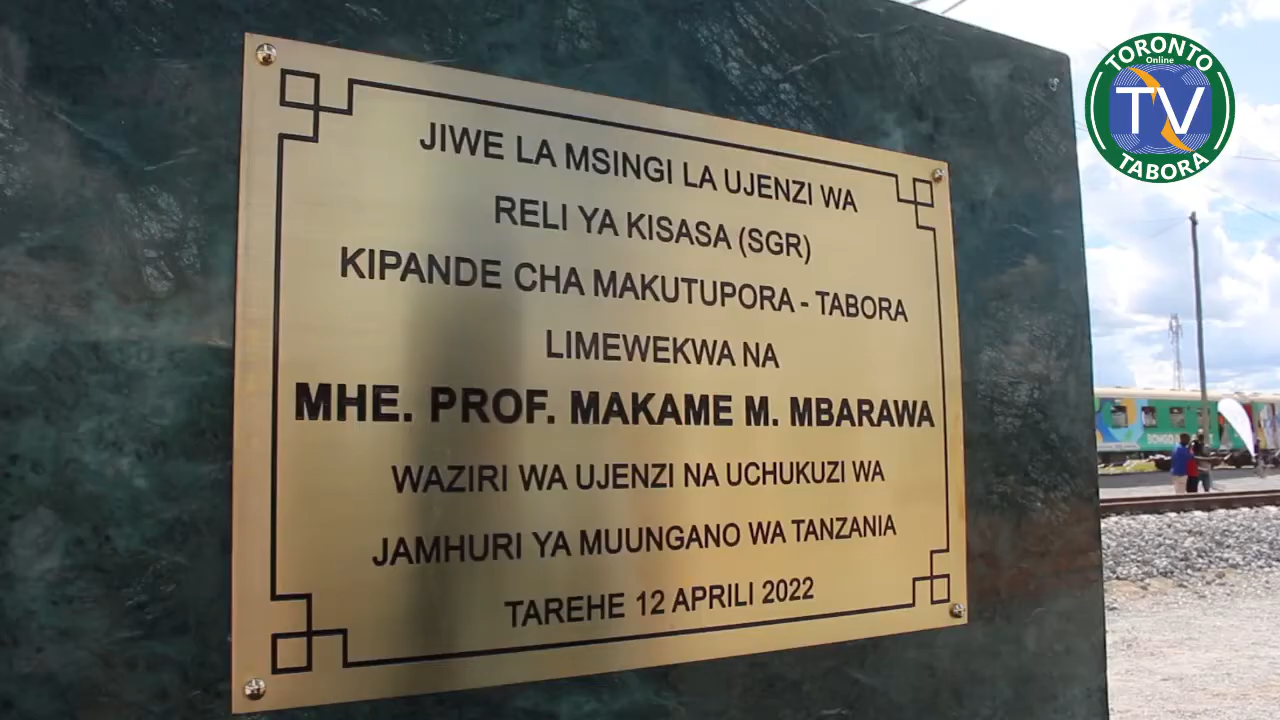 JIWE LA MSINGI LA UJENZI WA
RELI YA KISASA (SGR)
KIPANDE CHA MAKUTUPORA - TABORA
LIMEWEKWA NA
MHE. PROF. MAKAME M. MBARAWA
WAZIRI WA UJENZI NA UCHUKUZI WA
JAMHURI YA MUUNGANO WA TANZANIA
TAREHE 12 APRILI 2022
TORONTO
Online
TV
TABORA